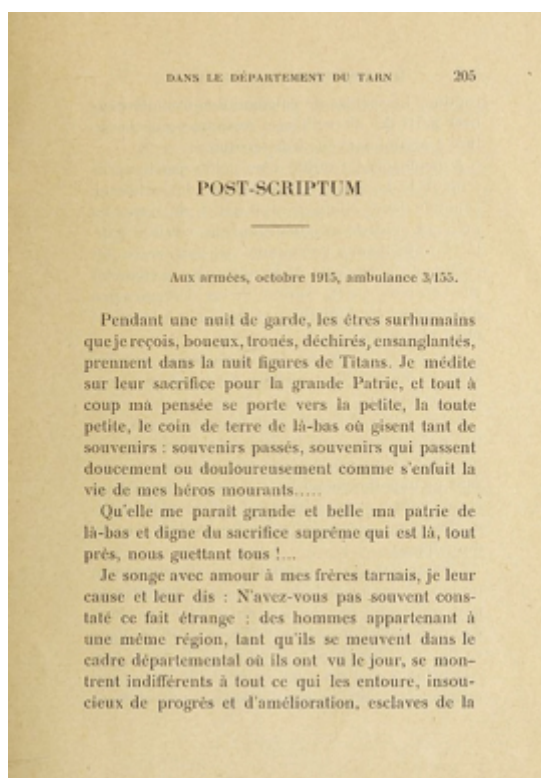 DANS LE DÉPARTEMENT DU TARN 205
POST-SCRIPTUM
Aux armées, octobre 1915, ambulance 3/155.
Pendant une nuit de garde, les êtres surhumains
que je reçois, boueux, troués, déchirés, ensanglantés,
prennent dans la nuit figures de Titans. Je médite
sur leur sacrifice pour la grande Patrie, et tout à
coup ma pensée se porte vers la petite, la toute
petite, le coin de terre de là-bas où gisent tant de
souvenirs : souvenirs passés, souvenirs qui passent
doucement ou douloureusement comme s'enfuit la
vie de mes héros mourants.....
Qu'elle me paraît grande et belle ma patrie de
là-bas et digne du sacrifice suprême qui est là, tout
près, nous guettant tous !...
Je songe avec amour à mes frères tarnais, je leur
cause et leur dis : N'avez-vous pas souvent cons-
taté ce fait étrange : des hommes appartenant à
une même région, tant qu'ils se meuvent dans le
cadre départemental où ils ont vu le jour, se mon-
trent indifférents à tout ce qui les entoure, insou-
cieux de progrès et d'amélioration, esclaves de la